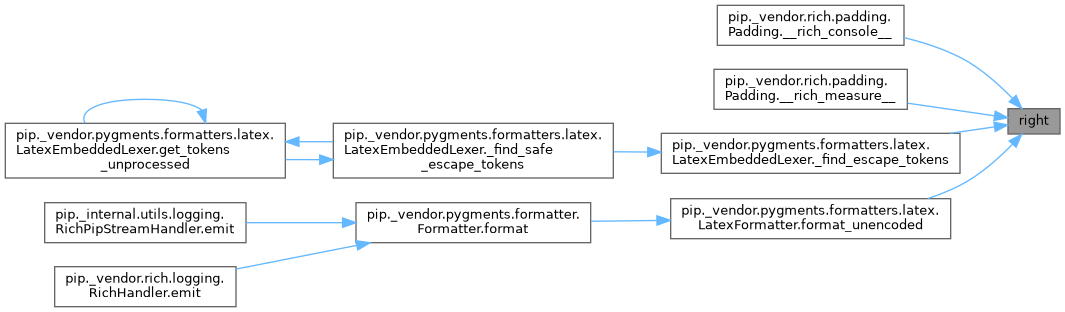 pip._vendor.rich.padding.
Padding.__rich_console__
pip._vendor.rich.padding.
Padding.__rich_measure__
right
pip._vendor.pygments.formatters.latex.
LatexEmbeddedLexer.get_tokens
_unprocessed
pip._vendor.pygments.formatters.latex.
LatexEmbeddedLexer._find_safe
_escape_tokens
pip._vendor.pygments.formatters.latex.
LatexEmbeddedLexer._find_escape_tokens
pip._internal.utils.logging.
RichPipStreamHandler.emit
pip._vendor.pygments.formatter.
Formatter.format
pip._vendor.pygments.formatters.latex.
LatexFormatter.format_unencoded
pip._vendor.rich.logging.
RichHandler.emit